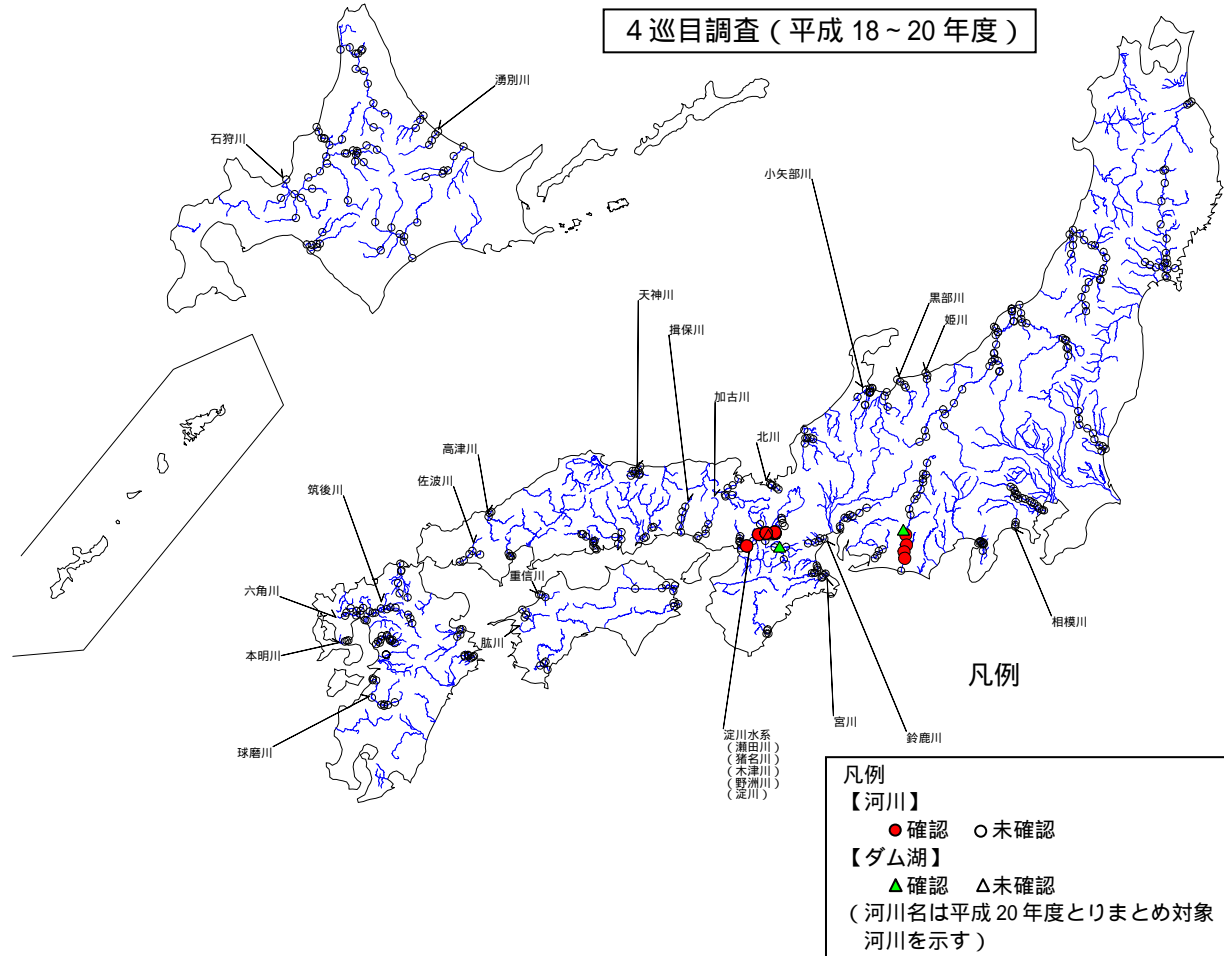 4巡目調査（平成 18～20 年度）
湧別川
石狩川
小矢部川
天神川
揖保川
黒部川
姫川
加古川
北川
高津川
佐波川
筑後川
重信川
六角川
本明川
肱川
相模川
球磨川
宮川
鈴鹿川
淀川水系
（瀬田川）
（猪名川）
（木津川）
（野洲川）
（淀川）
凡例
凡例
【河川】
●確認 ○未確認
【ダム湖】
▲確認 △未確認
（河川名は平成 20 年度とりまとめ対象
河川を示す）